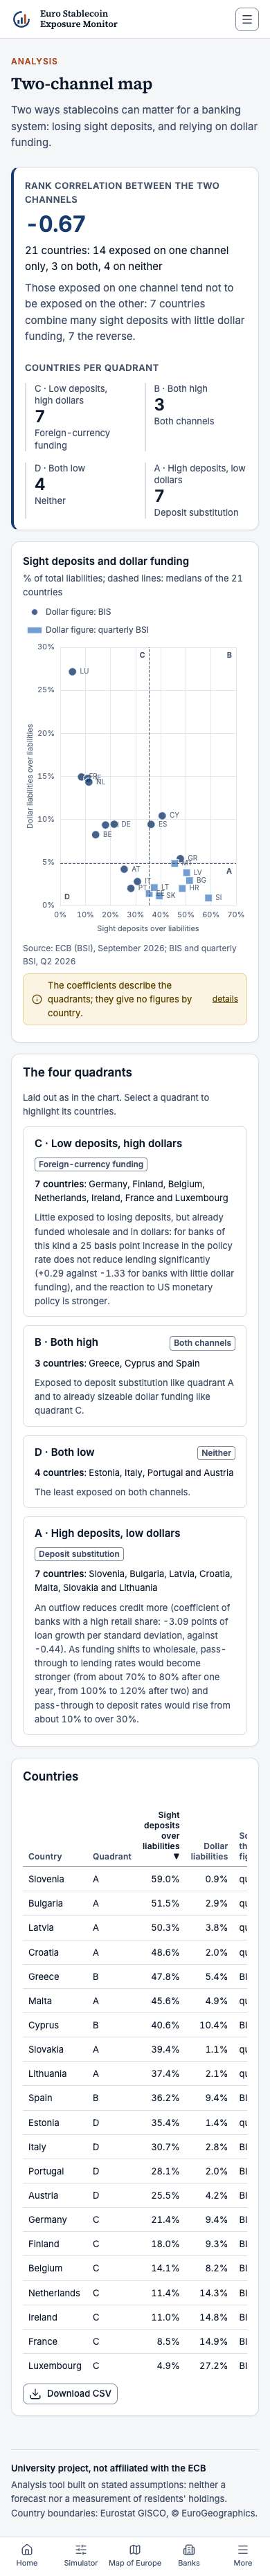 Euro Stablecoin
Exposure Monitor
ANALYSIS
Two-channel map
Two ways stablecoins can matter for a banking
system: losing sight deposits, and relying on dollar
funding.
RANK CORRELATION BETWEEN THE TWO
CHANNELS
-0.67
21 countries: 14 exposed on one channel
only, 3 on both, 4 on neither
Those exposed on one channel tend not to
be exposed on the other: 7 countries
combine many sight deposits with little dollar
funding, 7 the reverse.
COUNTRIES PER QUADRANT
C · Low deposits,
high dollars
7
Foreign-currency
funding
B · Both high
3
Both channels
D · Both low
4
Neither
A · High deposits, low
dollars
7
Deposit substitution
Sight deposits and dollar funding
% of total liabilities; dashed lines: medians of the 21
countries
Dollar figure: BIS
Dollar figure: quarterly BSI
30%
25%
20%
15%
10%
5%
0%
Dollar liabilities over liabilities
C
B
A
D
LU
FR
NL
DE
BE
CY
ES
GR
MT
AT
IT
PT
LV
BG
HR
LT
SK
SI
0% 10% 20% 30% 40% 50% 60% 70%
Sight deposits over liabilities
Source: ECB (BSI), September 2026; BIS and quarterly
BSI, Q2 2026
The coefficients describe the
quadrants; they give no figures by
country.
details
The four quadrants
Laid out as in the chart. Select a quadrant to
highlight its countries.
C · Low deposits, high dollars
Foreign-currency funding
7 countries: Germany, Finland, Belgium,
Netherlands, Ireland, France and Luxembourg
Little exposed to losing deposits, but already
funded wholesale and in dollars: for banks of
this kind a 25 basis point increase in the policy
rate does not reduce lending significantly
(+0.29 against -1.33 for banks with little dollar
funding), and the reaction to US monetary
policy is stronger.
B · Both high
Both channels
3 countries: Greece, Cyprus and Spain
Exposed to deposit substitution like quadrant A
and to already sizeable dollar funding like
quadrant C.
D · Both low
Neither
4 countries: Estonia, Italy, Portugal and Austria
The least exposed on both channels.
A · High deposits, low dollars
Deposit substitution
7 countries: Slovenia, Bulgaria, Latvia, Croatia,
Malta, Slovakia and Lithuania
An outflow reduces credit more (coefficient of
banks with a high retail share: -3.09 points of
loan growth per standard deviation, against
-0.44). As funding shifts to wholesale, pass-
through to lending rates would become
stronger (from about 70% to 80% after one
year, from 100% to 120% after two) and
pass-through to deposit rates would rise from
about 10% to over 30%.
Countries
Country Quadrant Sight deposits over liabilities ▼ Dollar liabilities
Slovenia A 59.0% 0.9% qu
Bulgaria A 51.5% 2.9% qu
Latvia A 50.3% 3.8% qu
Croatia A 48.6% 2.0% qu
Greece B 47.8% 5.4% BI
Malta A 45.6% 4.9% qu
Cyprus B 40.6% 10.4% BI
Slovakia A 39.4% 1.1% qu
Lithuania A 37.4% 2.1% qu
Spain B 36.2% 9.4% BI
Estonia D 35.4% 1.4% qu
Italy D 30.7% 2.8% BI
Portugal D 28.1% 2.0% BI
Austria D 25.5% 4.2% BI
Germany C 21.4% 9.4% BI
Finland C 18.0% 9.3% BI
Belgium C 14.1% 8.2% BI
Netherlands C 11.4% 14.3% BI
Ireland C 11.0% 14.8% BI
France C 8.5% 14.9% BI
Luxembourg C 4.9% 27.2% BI
Download CSV
University project, not affiliated with the ECB
Analysis tool built on stated assumptions: neither a
forecast nor a measurement of residents' holdings.
Country boundaries: Eurostat GISCO, © EuroGeographics.
Home Simulator Map of Europe Banks More